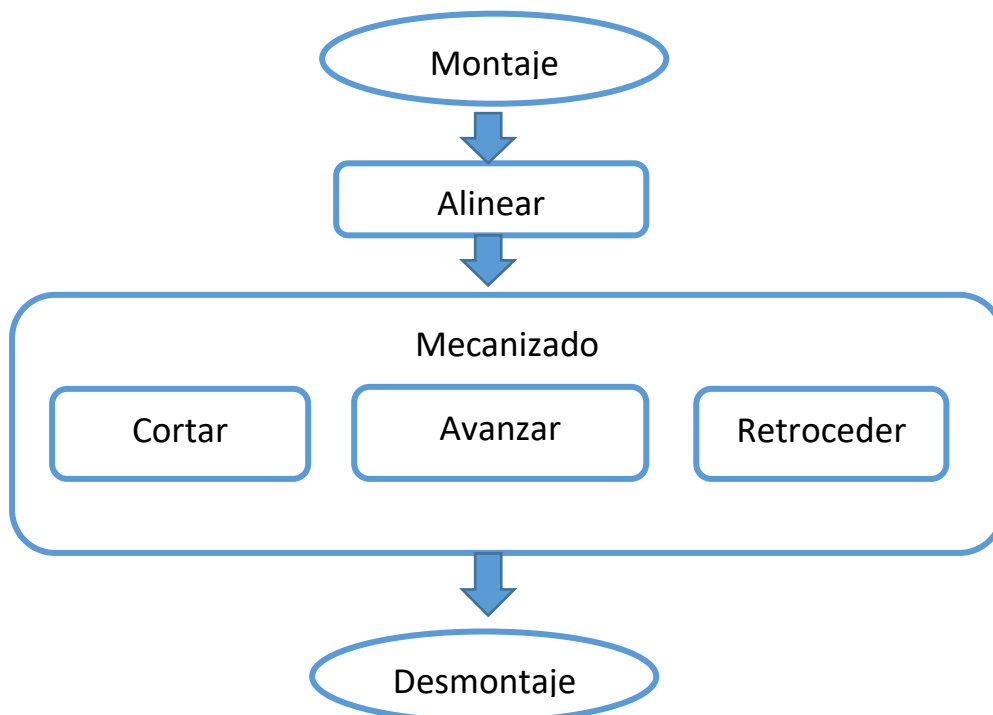 Montaje
Alinear
Mecanizado
Cortar
Avanzar
Retroceder
Desmontaje